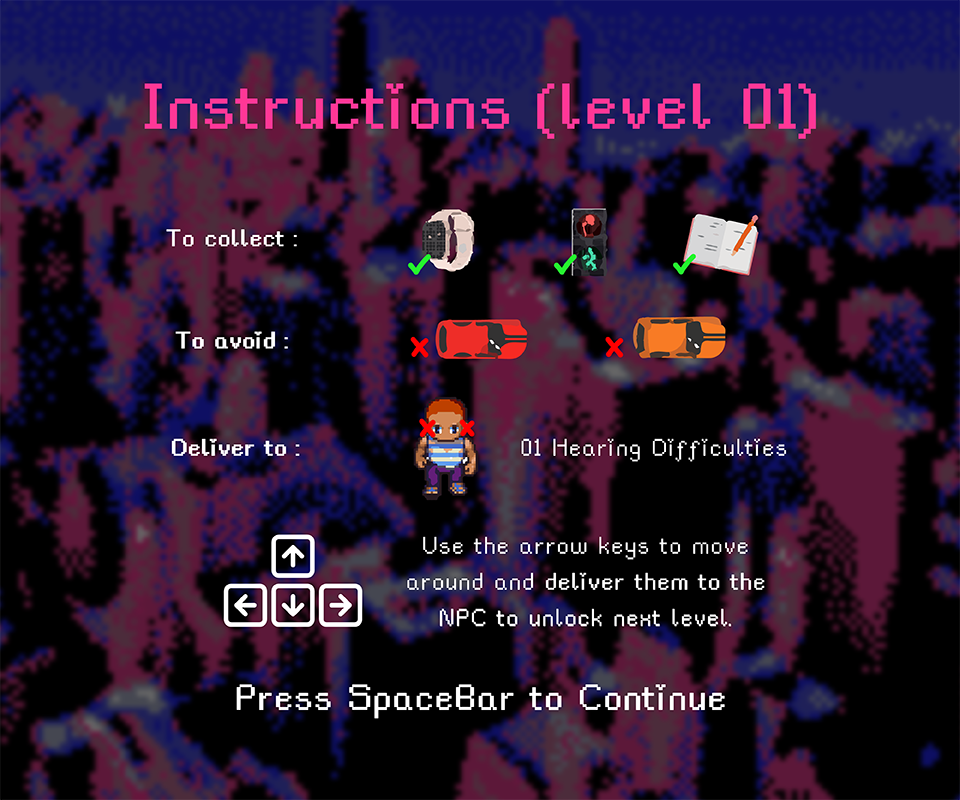 Instructions (level 01)
To collect :
To avoid :
Deliver to :
01 Hearing Difficulties
Use the arrow keys to move
around and deliver them to the
NPC to unlock next level.
Press SpaceBar to Continue